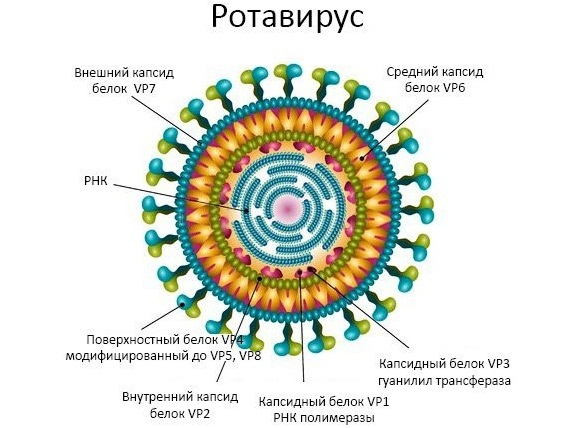 Ротавирус
Внешний капсид
белок VP7
Средний капсид
белок VP6
РНК
Поверхностный белок VP4
модифицированный до VP5, VP8
Капсидный белок VP3
гуанилил трансфераза
Внутренний капсид
белок VP2
Капсидный белок VP1
РНК полимеразы